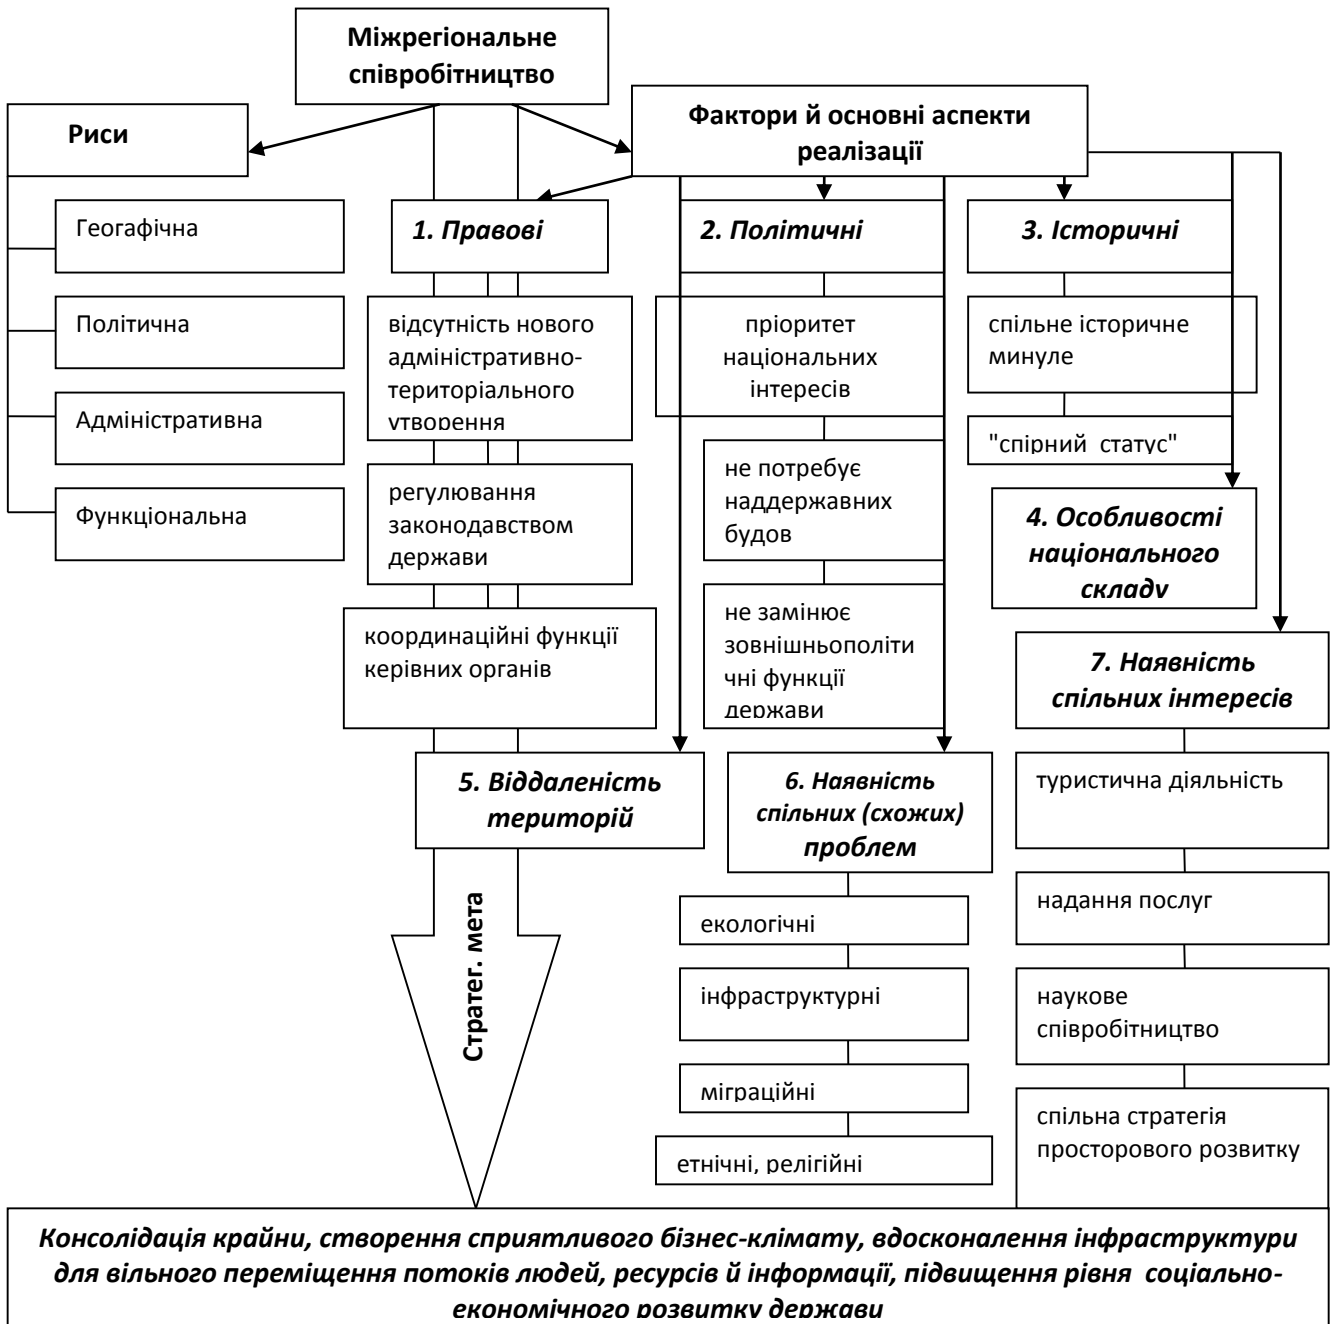 Міжрегіональне
співробітництво
Риси
Фактори й основні аспекти
реалізації
Геогафічна
Політична
Адміністративна
Функціональна
1. Правові
відсутність нового
адміністративно-
територіального
утворення
регулювання
законодавством
держави
координаційні функції
керівних органів
2. Політичні
пріоритет
національних
інтересів
не потребує
наддержавних
будов
не замінює
зовнішньополіти
чні функції
держави
3. Історичні
спільне історичне
минуле
"спірний статус"
4. Особливості
національного
складу
5. Віддаленість
територій
6. Наявність
спільних (схожих)
проблем
екологічні
інфраструктурні
міграційні
етнічні, релігійні
7. Наявність
спільних інтересів
туристична діяльність
надання послуг
наукове
співробітництво
спільна стратегія
просторового розвитку
Стратег. мета
Консолідація крайни, створення сприятливого бізнес-клімату, вдосконалення інфраструктури
для вільного переміщення потоків людей, ресурсів й інформації, підвищення рівня соціально-
економічного розвитку держави